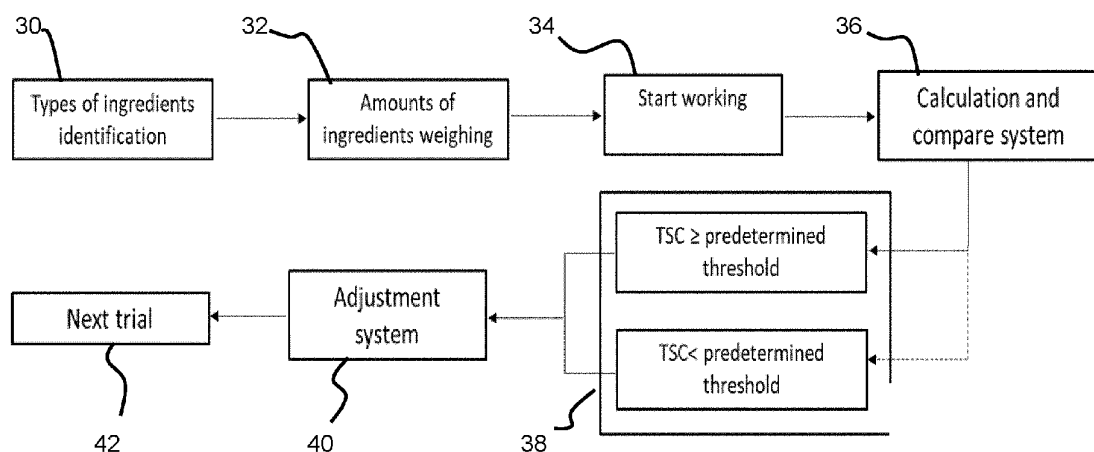 30
32
34
36
Types of ingredients
identification
Amounts of
ingredients weighing
Start working
Calculation and
compare system
TSC ≥ predetermined
threshold
Next trial
Adjustment
system
TSC< predetermined
threshold
42
40
38